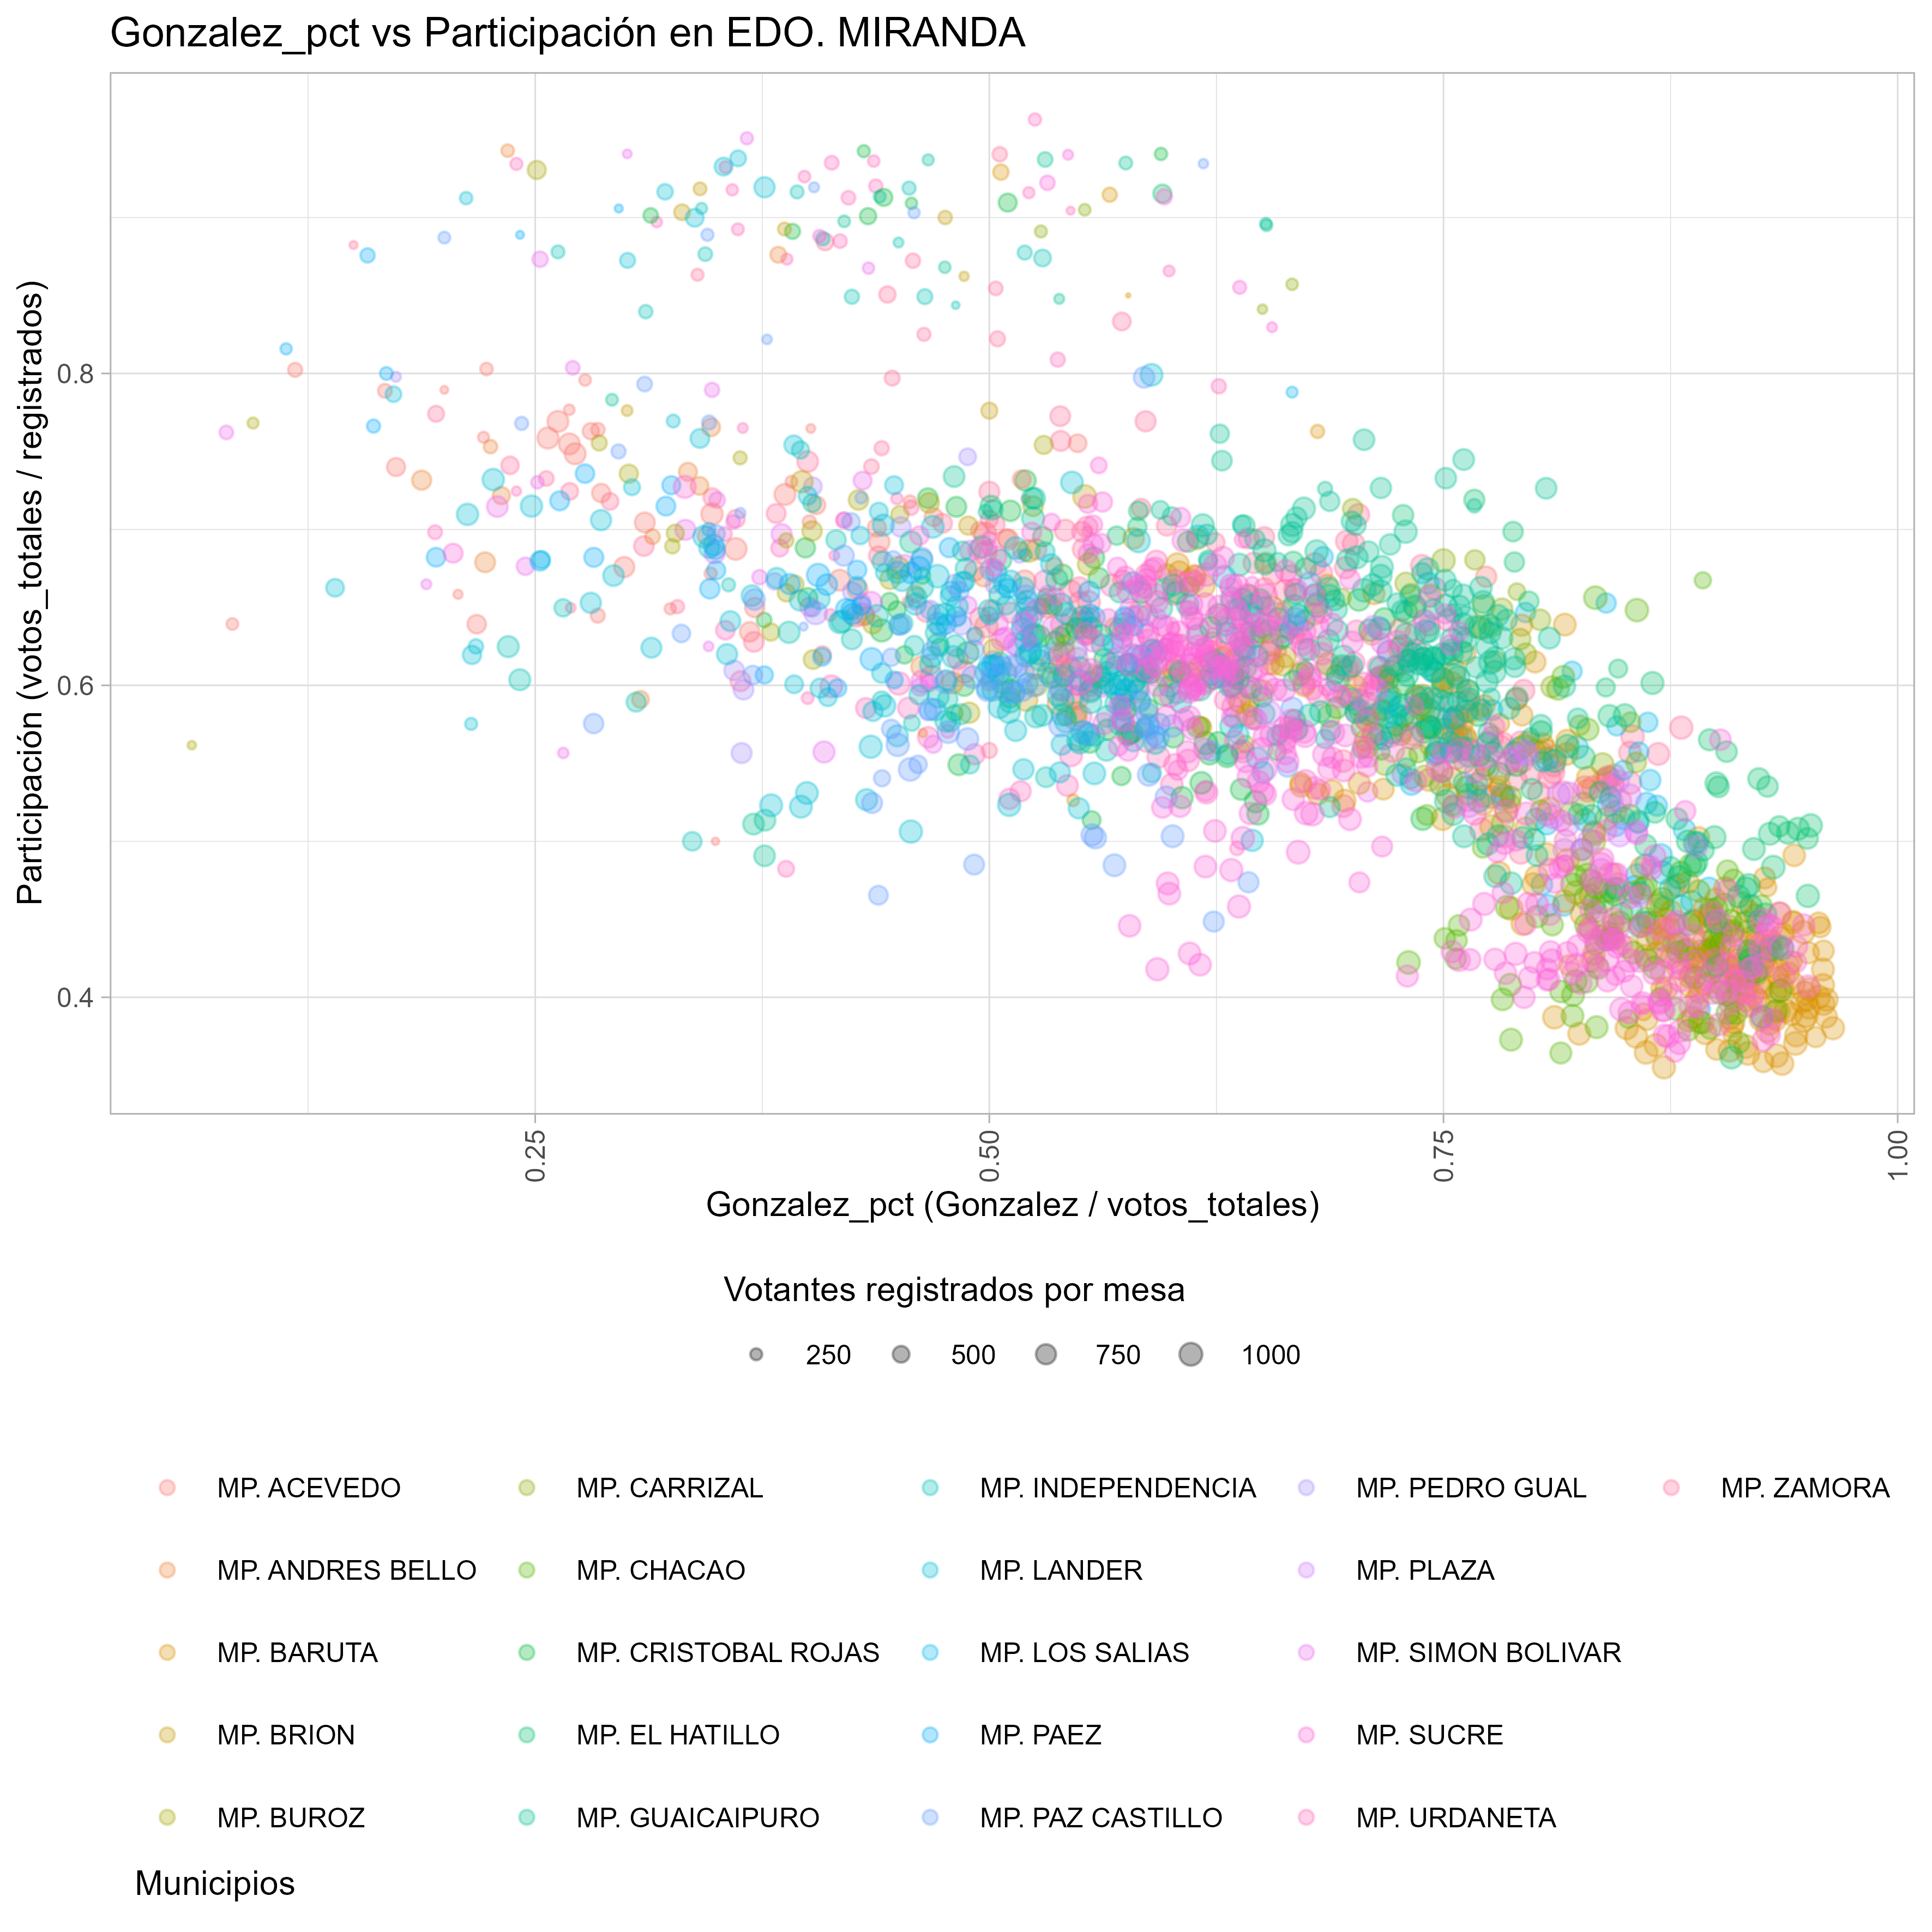 Gonzalez_pct vs Participación en EDO. MIRANDA
Participación (votos_totales / registrados)
0.8
0.6
0.4
0.25
0.50
0.75
1.00
Gonzalez_pct (Gonzalez / votos_totales)
Votantes registrados por mesa
250 500 750 1000
MP. ACEVEDO MP. CARRIZAL MP. INDEPENDENCIA MP. PEDRO GUAL MP. ZAMORA
MP. ANDRES BELLO MP. CHACAO MP. LANDER MP. PLAZA
MP. BARUTA MP. CRISTOBAL ROJAS MP. LOS SALIAS MP. SIMON BOLIVAR
MP. BRION MP. EL HATILLO MP. PAEZ MP. SUCRE
MP. BUROZ MP. GUAICAIPURO MP. PAZ CASTILLO MP. URDANETA
Municipios